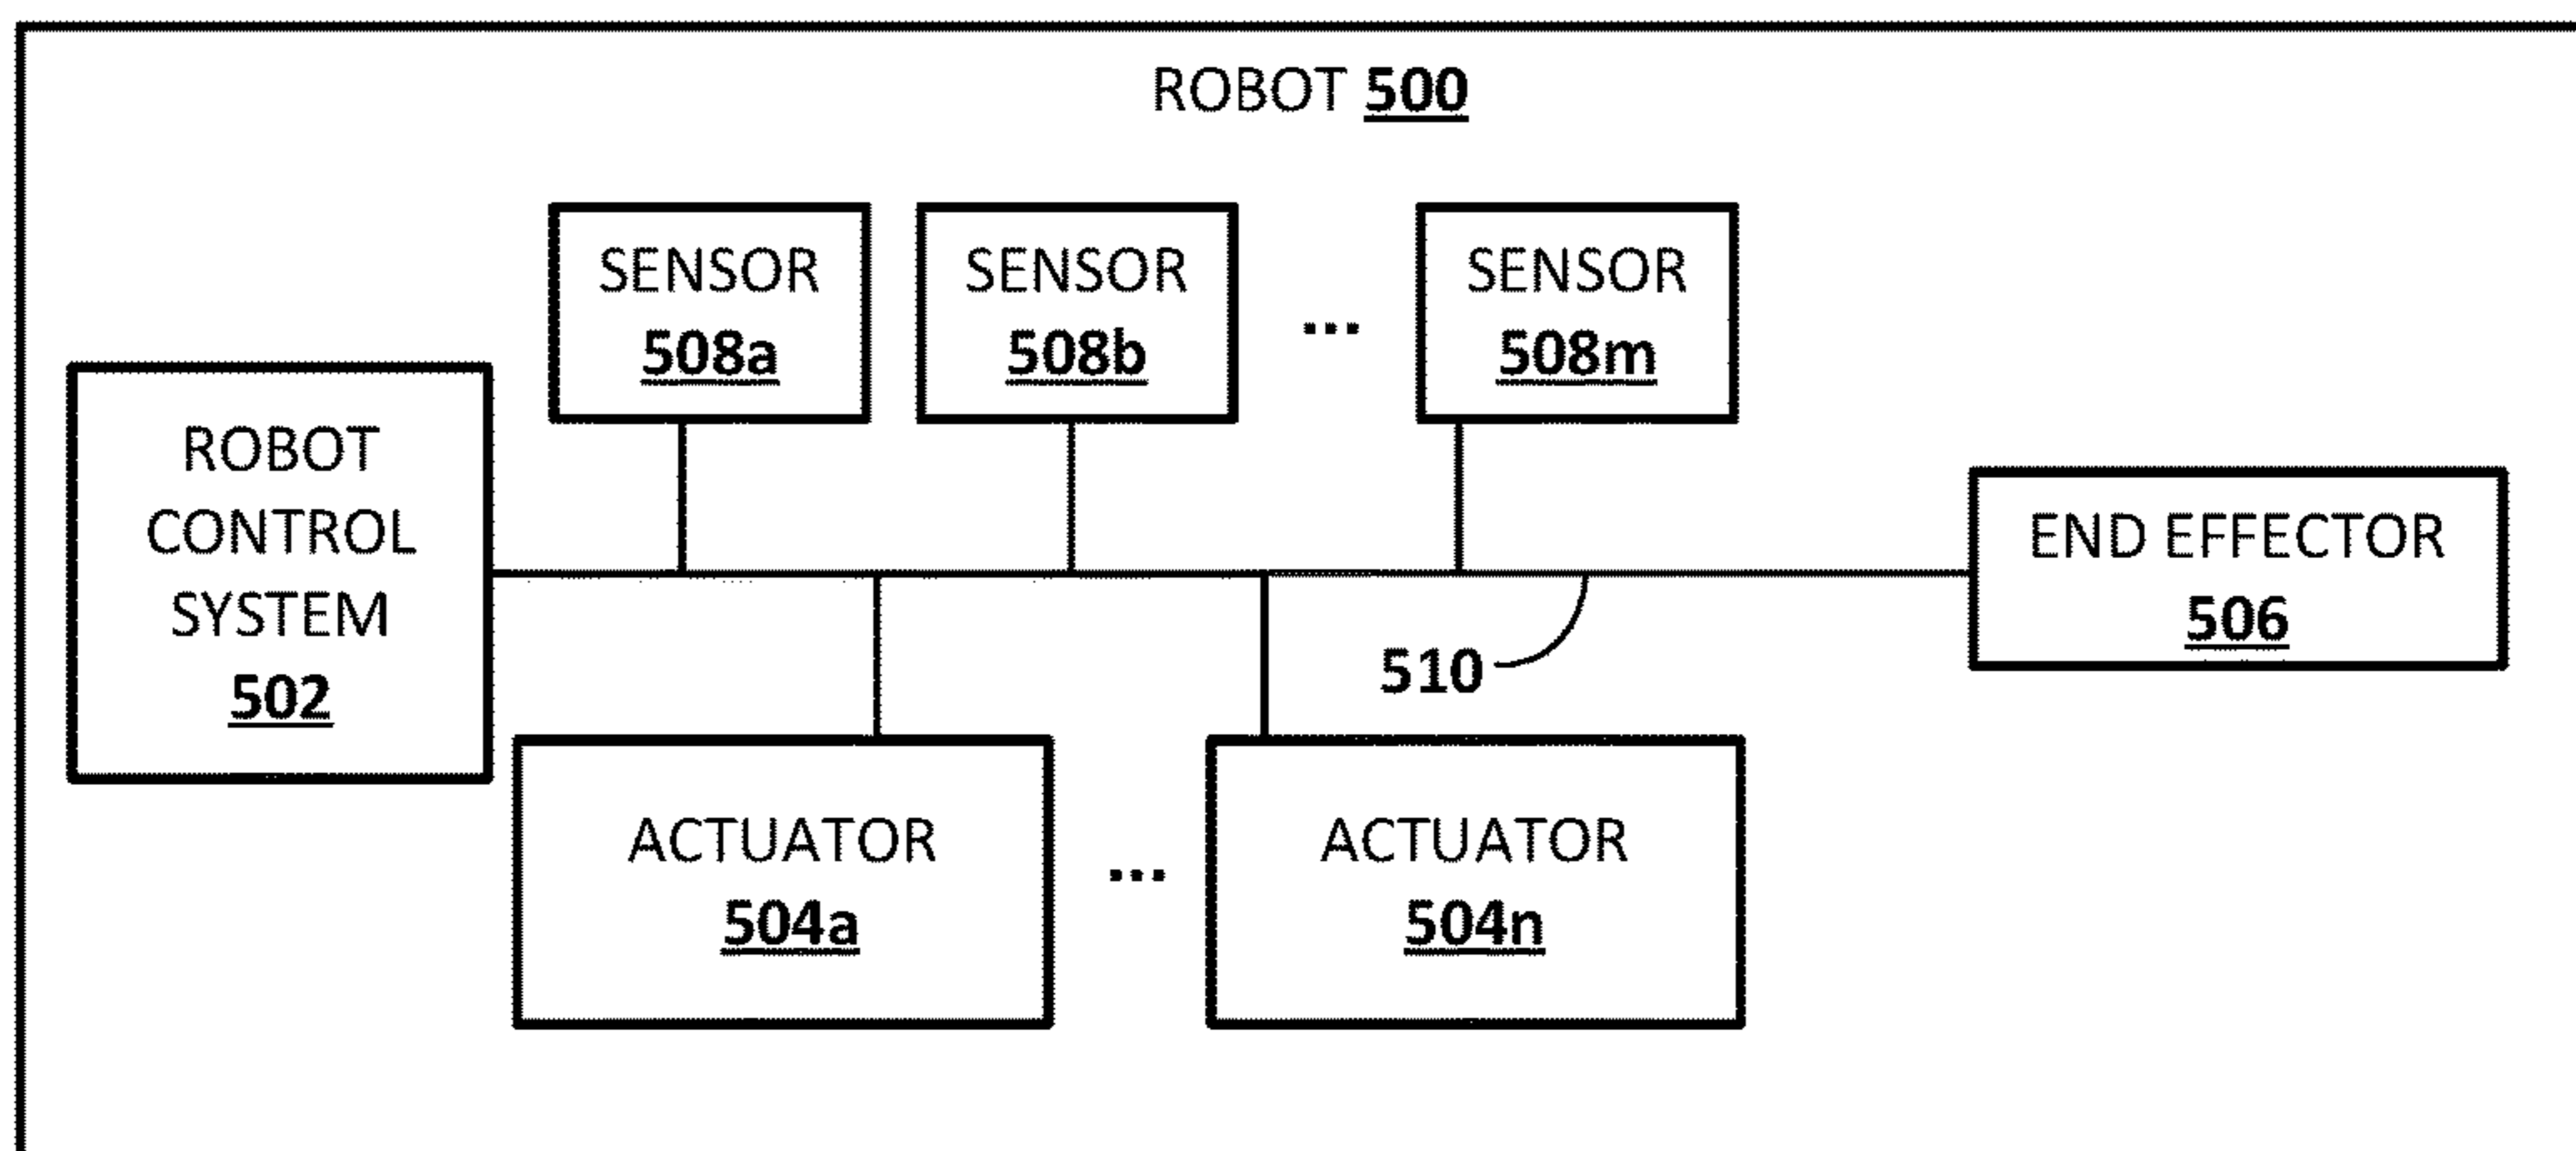 ROBOT 500
SENSOR
508a
SENSOR
508b
...
SENSOR
508m
ROBOT
CONTROL
SYSTEM
502
END EFFECTOR
506
510
ACTUATOR
504a
...
ACTUATOR
504n